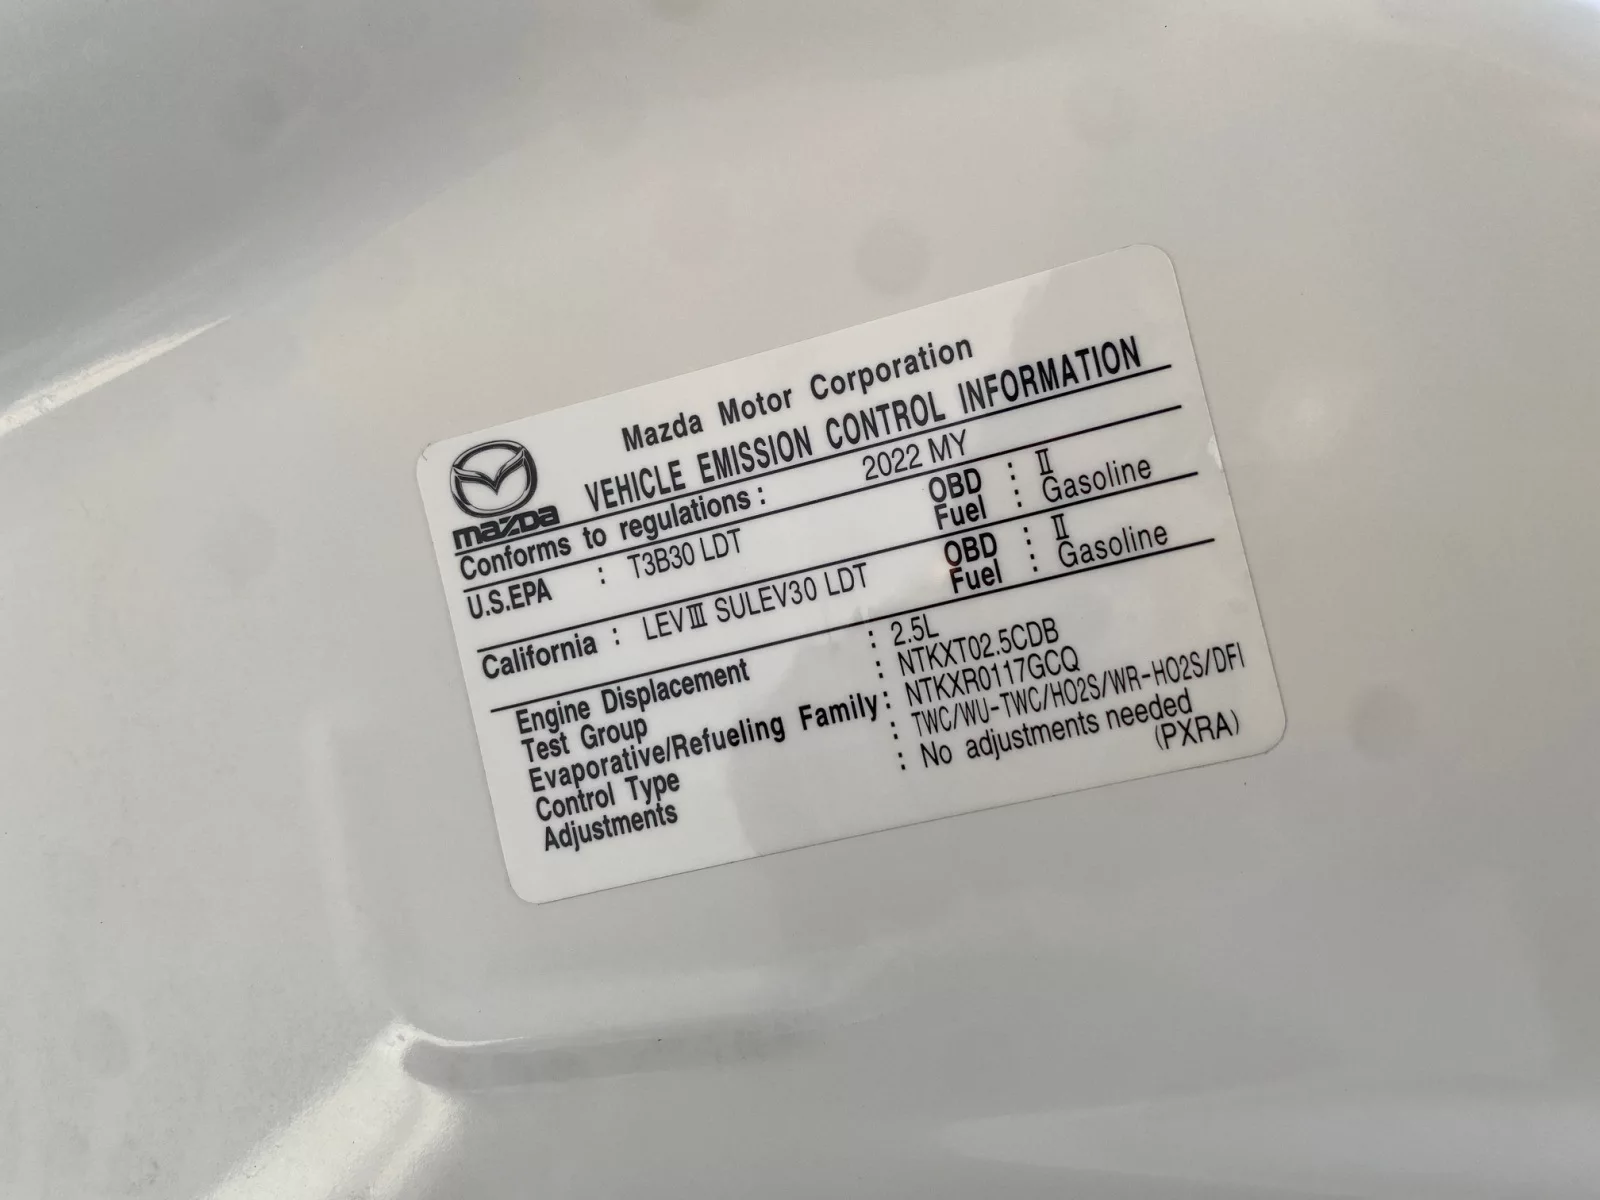 Mazda Motor Corporation
mazda
VEHICLE EMISSION CONTROL INFORMATION
Conforms to regulations : 2022 MY
U.S.EPA : T3B30 LDT OBD : II
Fuel : Gasoline
California : LEVIII SULEV30 LDT OBD : II
Fuel : Gasoline
Engine Displacement : 2.5L
Test Group : NTKXT02.5CDB
Evaporative/Refueling Family : NTKXR0117GCQ
Control Type : TWC/WU-TWC/HO2S/WR-HO2S/DFI
Adjustments : No adjustments needed
(PXRA)